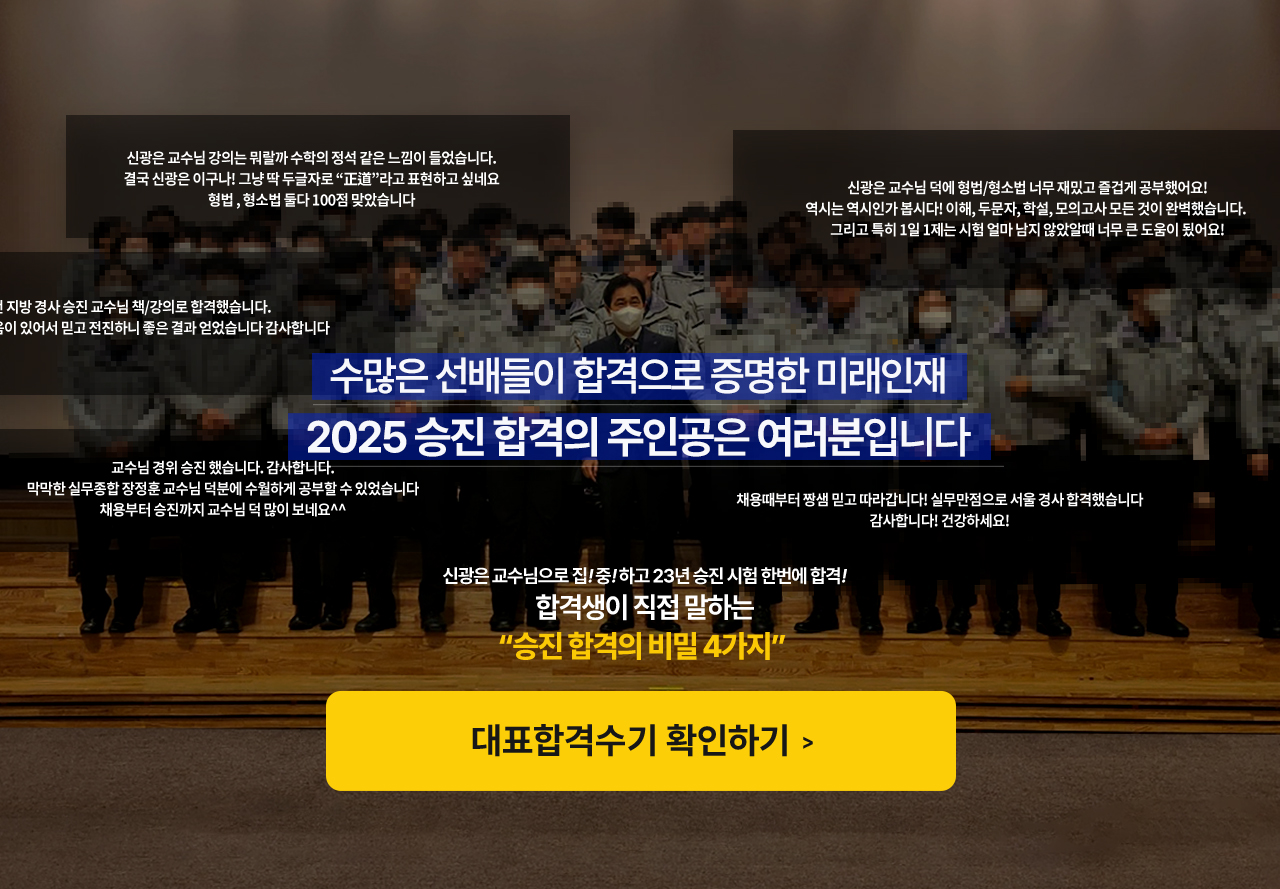 신광은 교수님 강의는 뭐랄까 수학의 정석 같은 느낌이 들었습니다.
결국 신광은 이구나! 그냥 딱 두글자로 “正道”라고 표현하고 싶네요
형법 , 형소법 둘다 100점 맞았습니다
신광은 교수님 덕에 형법/형소법 너무 재밌고 즐겁게 공부했어요!
역시는 역시인가 봅시다! 이해, 두문자, 학설, 모의고사 모든 것이 완벽했습니다.
그리고 특히 1일 1제는 시험 얼마 남지 않았알때 너무 큰 도움이 됬어요!
지방 경사 승진 교수님 책/강의로 합격했습니다.
있어서 믿고 전진하니 좋은 결과 얻었습니다 감사합니다
수많은 선배들이 합격으로 증명한 미래인재
2025 승진 합격의 주인공은 여러분입니다
교수님 경위 승진 했습니다. 감사합니다.
막막한 실무종합 장정훈 교수님 덕분에 수월하게 공부할 수 있었습니다
채용부터 승진까지 교수님 덕 많이 보네요^^
채용때부터 짱샘 믿고 따라갑니다! 실무만점으로 서울 경사 합격했습니다
감사합니다! 건강하세요!
신광은 교수님으로 집!중!하고 23년 승진 시험 한번에 합격!
합격생이 직접 말하는
“승진 합격의 비밀 4가지”
대표합격수기 확인하기 >